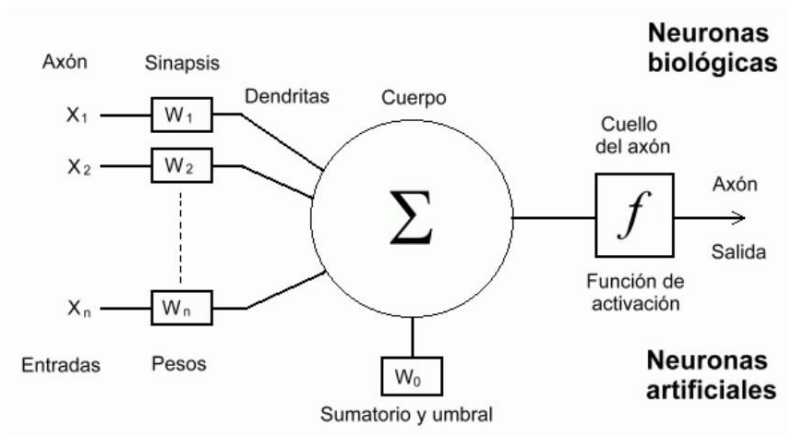 Neuronas
biológicas
Axón
Sinapsis
Dendritas
Cuerpo
Cuello
del axón
X1
W1
X2
W2
Σ
f
Axón
Salida
Función de
activación
Xn
Wn
Entradas
Pesos
W0
Sumatorio y umbral
Neuronas
artificiales